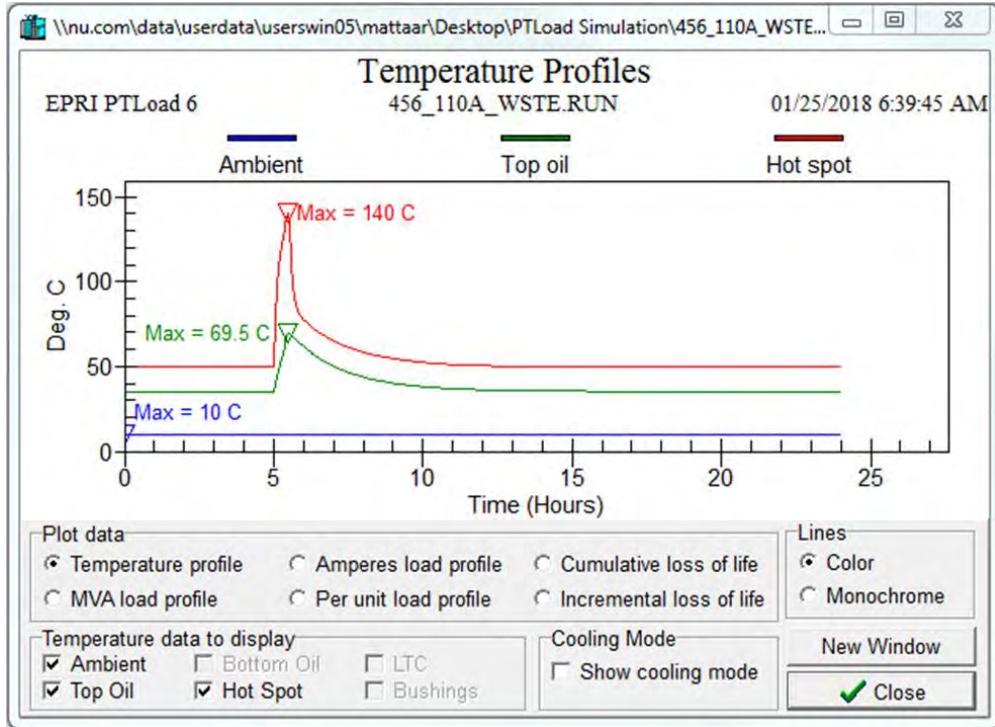 \\nu.com\data\userdata\userswin05\mattaar\Desktop\PTLoad Simulation\456_110A_WSTE...
Temperature Profiles
EPRI PTLoad 6 456_110A_WSTE.RUN 01/25/2018 6:39:45 AM
Ambient Top oil Hot spot
150
Max = 140 C
100
Deg. C
Max = 69.5 C
50
Max = 10 C
0
0 5 10 15 20 25
Time (Hours)
Plot data Lines
Temperature profile Amperes load profile Cumulative loss of life Color
MVA load profile Per unit load profile Incremental loss of life Monochrome
Temperature data to display Cooling Mode New Window
Ambient Bottom Oil LTC Show cooling mode
Top Oil Hot Spot Bushings Close